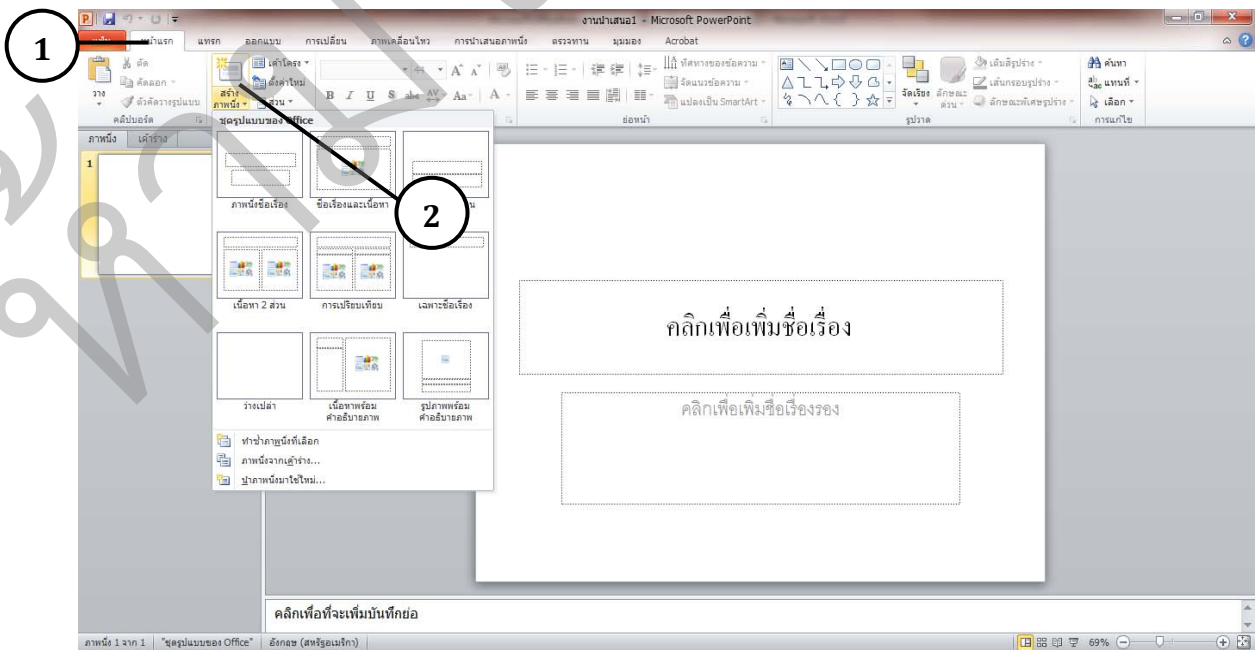 งานนำเสนอ1 - Microsoft PowerPoint
1
หน้าแรก แทรก ออกแบบ การเปลี่ยน ภาพเคลื่อนไหว การนำเสนอภาพนิ่ง ตรวจทาน มุมมอง Acrobat
ตัด
คัดลอก
ตัวคัดวางรูปแบบ
วาง
คลิปบอร์ด
สร้าง
ภาพนิ่ง
เค้าโครง
ตั้งค่าใหม่
ส่วน
B I U S abc AV Aa A
ทิศทางของข้อความ
จัดแนวข้อความ
แปลงเป็น SmartArt
ย่อหน้า
จัดเรียง
ลักษณะ
ด่วน
เติมสีรูปร่าง
เส้นกรอบรูปร่าง
ลักษณะพิเศษรูปร่าง
รูปวาด
ค้นหา
แทนที่
เลือก
การแก้ไข
ภาพนิ่ง เค้าร่าง
1
ชุดรูปแบบของ Office
ภาพนิ่งชื่อเรื่อง ชื่อเรื่องและเนื้อหา
2
เนื้อหา 2 ส่วน การเปรียบเทียบ เฉพาะชื่อเรื่อง
ว่างเปล่า เนื้อหาพร้อม รูปภาพพร้อม
คำอธิบายภาพ คำอธิบายภาพ
ทำซ้ำภาพนิ่งที่เลือก
ภาพนิ่งจากเค้าร่าง...
นำภาพนิ่งมาใช้ใหม่...
คลิกเพื่อเพิ่มชื่อเรื่อง
คลิกเพื่อเพิ่มชื่อเรื่องรอง
คลิกเพื่อที่จะเพิ่มบันทึกย่อ
ภาพนิ่ง 1 จาก 1 "ชุดรูปแบบของ Office" อังกฤษ (สหรัฐอเมริกา) 69%